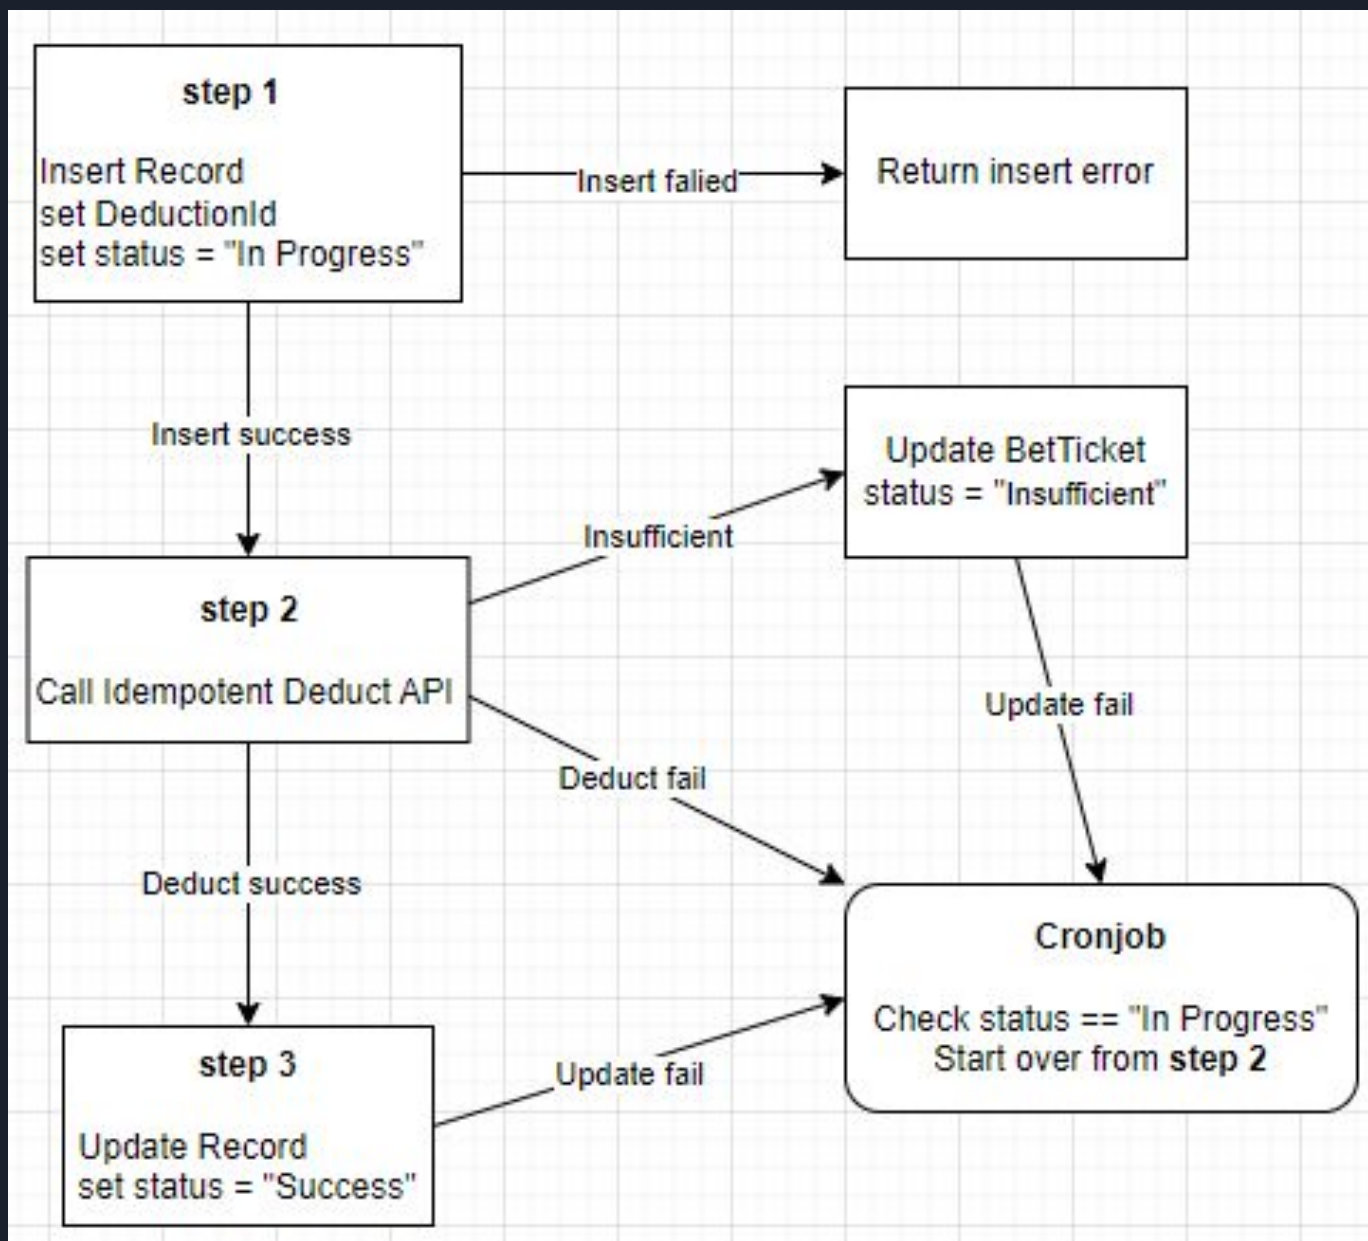 step 1
Insert Record
set DeductionId
set status = "In Progress"
Insert falied
Return insert error
Insert success
Update BetTicket
status = "Insufficient"
Insufficient
step 2
Call Idempotent Deduct API
Update fail
Deduct fail
Deduct success
Cronjob
Check status == "In Progress"
Start over from step 2
step 3
Update Record
set status = "Success"
Update fail